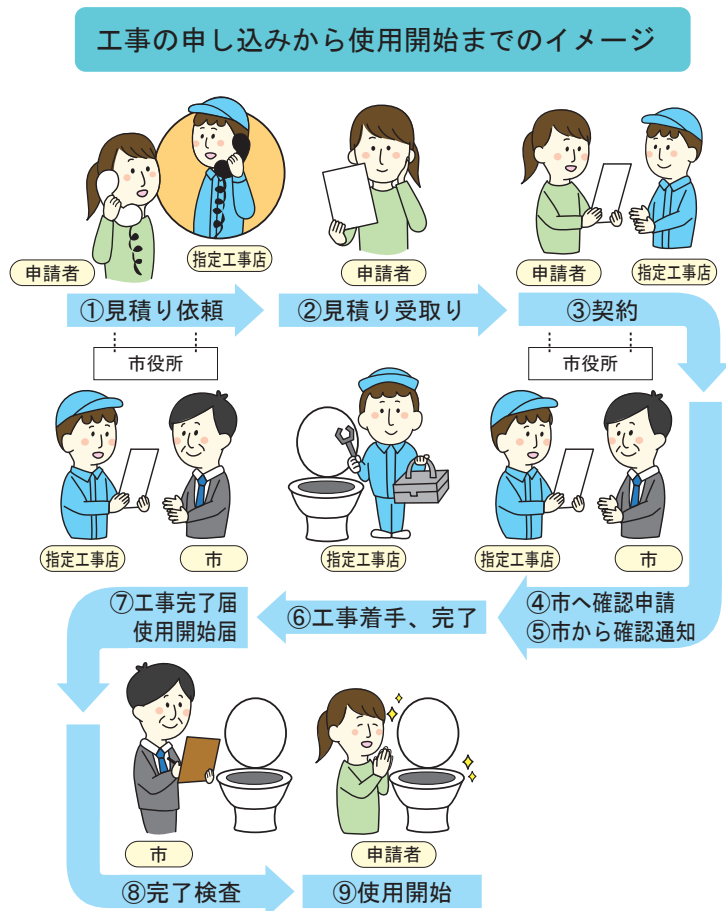 工事の申し込みから使用開始までのイメージ
申請者
指定工事店
申請者
申請者
指定工事店
①見積り依頼
②見積り受取り
③契約
市役所
市役所
指定工事店
市
指定工事店
指定工事店
市
④市へ確認申請
⑤市から確認通知
⑥工事着手、完了
⑦工事完了届
使用開始届
市
申請者
⑧完了検査
⑨使用開始